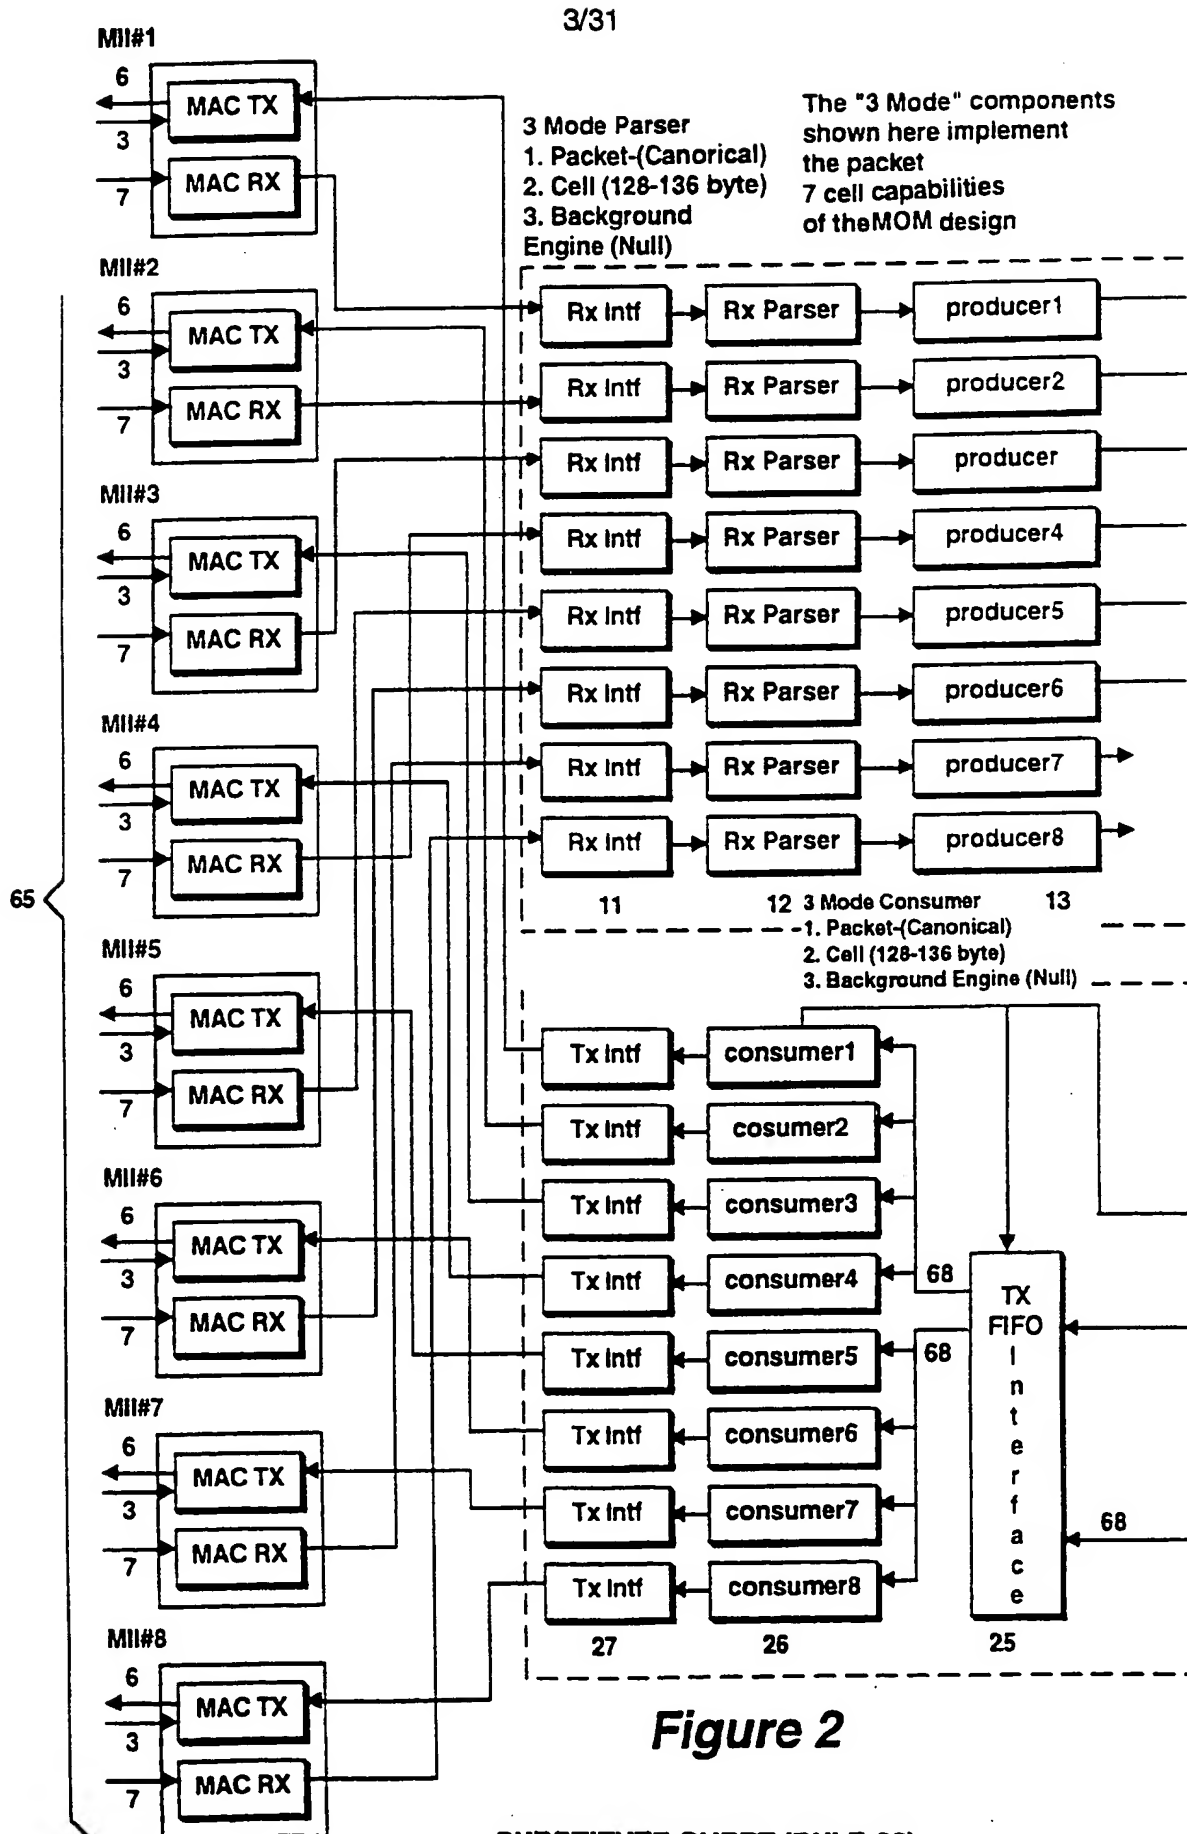 3/31
MII#1
6
3
7
MAC TX
MAC RX
3 Mode Parser
1. Packet-(Canorical)
2. Cell (128-136 byte)
3. Background
Engine (Null)
The "3 Mode" components
shown here implement
the packet
7 cell capabilities
of theMOM design
MII#2
6
3
7
MAC TX
MAC RX
MII#3
6
3
7
MAC TX
MAC RX
MII#4
6
3
7
MAC TX
MAC RX
65
MII#5
6
3
7
MAC TX
MAC RX
MII#6
6
3
7
MAC TX
MAC RX
MII#7
6
3
7
MAC TX
MAC RX
MII#8
6
3
7
MAC TX
MAC RX
Rx Intf Rx Parser producer1
Rx Intf Rx Parser producer2
Rx Intf Rx Parser producer
Rx Intf Rx Parser producer4
Rx Intf Rx Parser producer5
Rx Intf Rx Parser producer6
Rx Intf Rx Parser producer7
Rx Intf Rx Parser producer8
11 12 13
3 Mode Consumer
1. Packet-(Canonical)
2. Cell (128-136 byte)
3. Background Engine (Null)
Tx Intf consumer1
Tx Intf cosumer2
Tx Intf consumer3
Tx Intf consumer4
Tx Intf consumer5
Tx Intf consumer6
Tx Intf consumer7
Tx Intf consumer8
68
68
TX
FIFO
I
n
t
e
r
f
a
c
e
68
27 26 25
Figure 2